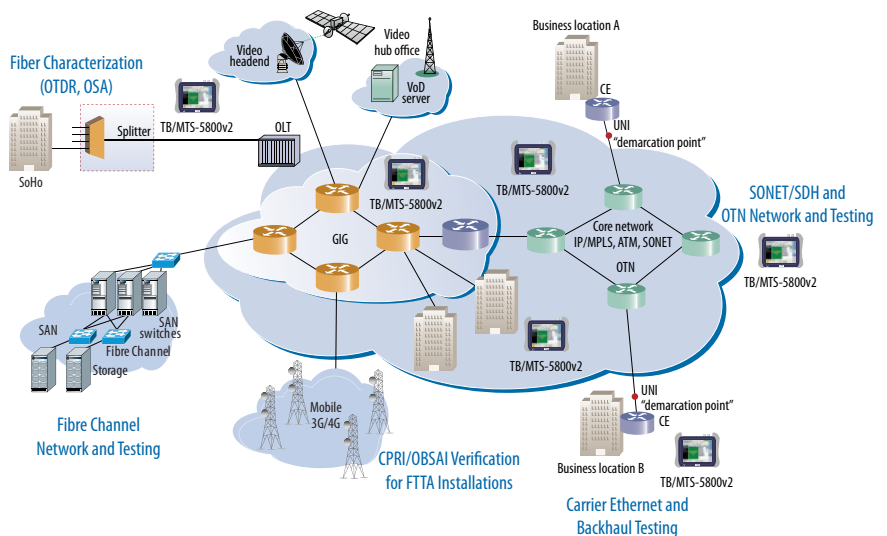 Fiber Characterization
(OTDR, OSA)
SoHo
Splitter
TB/MTS-5800v2
OLT
Video
headend
Video
hub office
VoD
server
Business location A
CE
UNI
“demarcation point”
TB/MTS-5800v2
TB/MTS-5800v2
SONET/SDH and
OTN Network and Testing
TB/MTS-5800v2
GIG
Core network
IP/MPLS, ATM, SONET
OTN
SAN
SAN
switches
Fibre Channel
Storage
Fibre Channel
Network and Testing
Mobile
3G/4G
CPRI/OBSAI Verification
for FTTA Installations
TB/MTS-5800v2
UNI
“demarcation point”
CE
Business location B
TB/MTS-5800v2
Carrier Ethernet and
Backhaul Testing